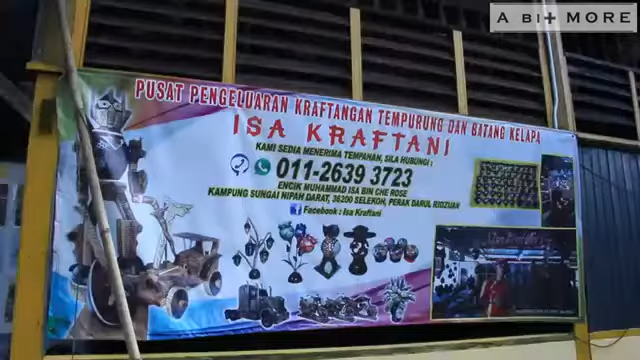 A BIT MORE
PUSAT PENGELUARAN KRAFTANGAN TEMPURUNG DAN BATANG KELAPA
ISA KRAFTANI
KAMI SEDIA MENERIMA TEMPAHAN, SILA HUBUNGI :
011-2639 3723
ENCIK MUHAMMAD ISA BIN CHE ROSE
KAMPUNG SUNGAI NIPAH DARAT, 36200 SELEKOH, PERAK DARUL RIDZUAN
Facebook : Isa Kraftani